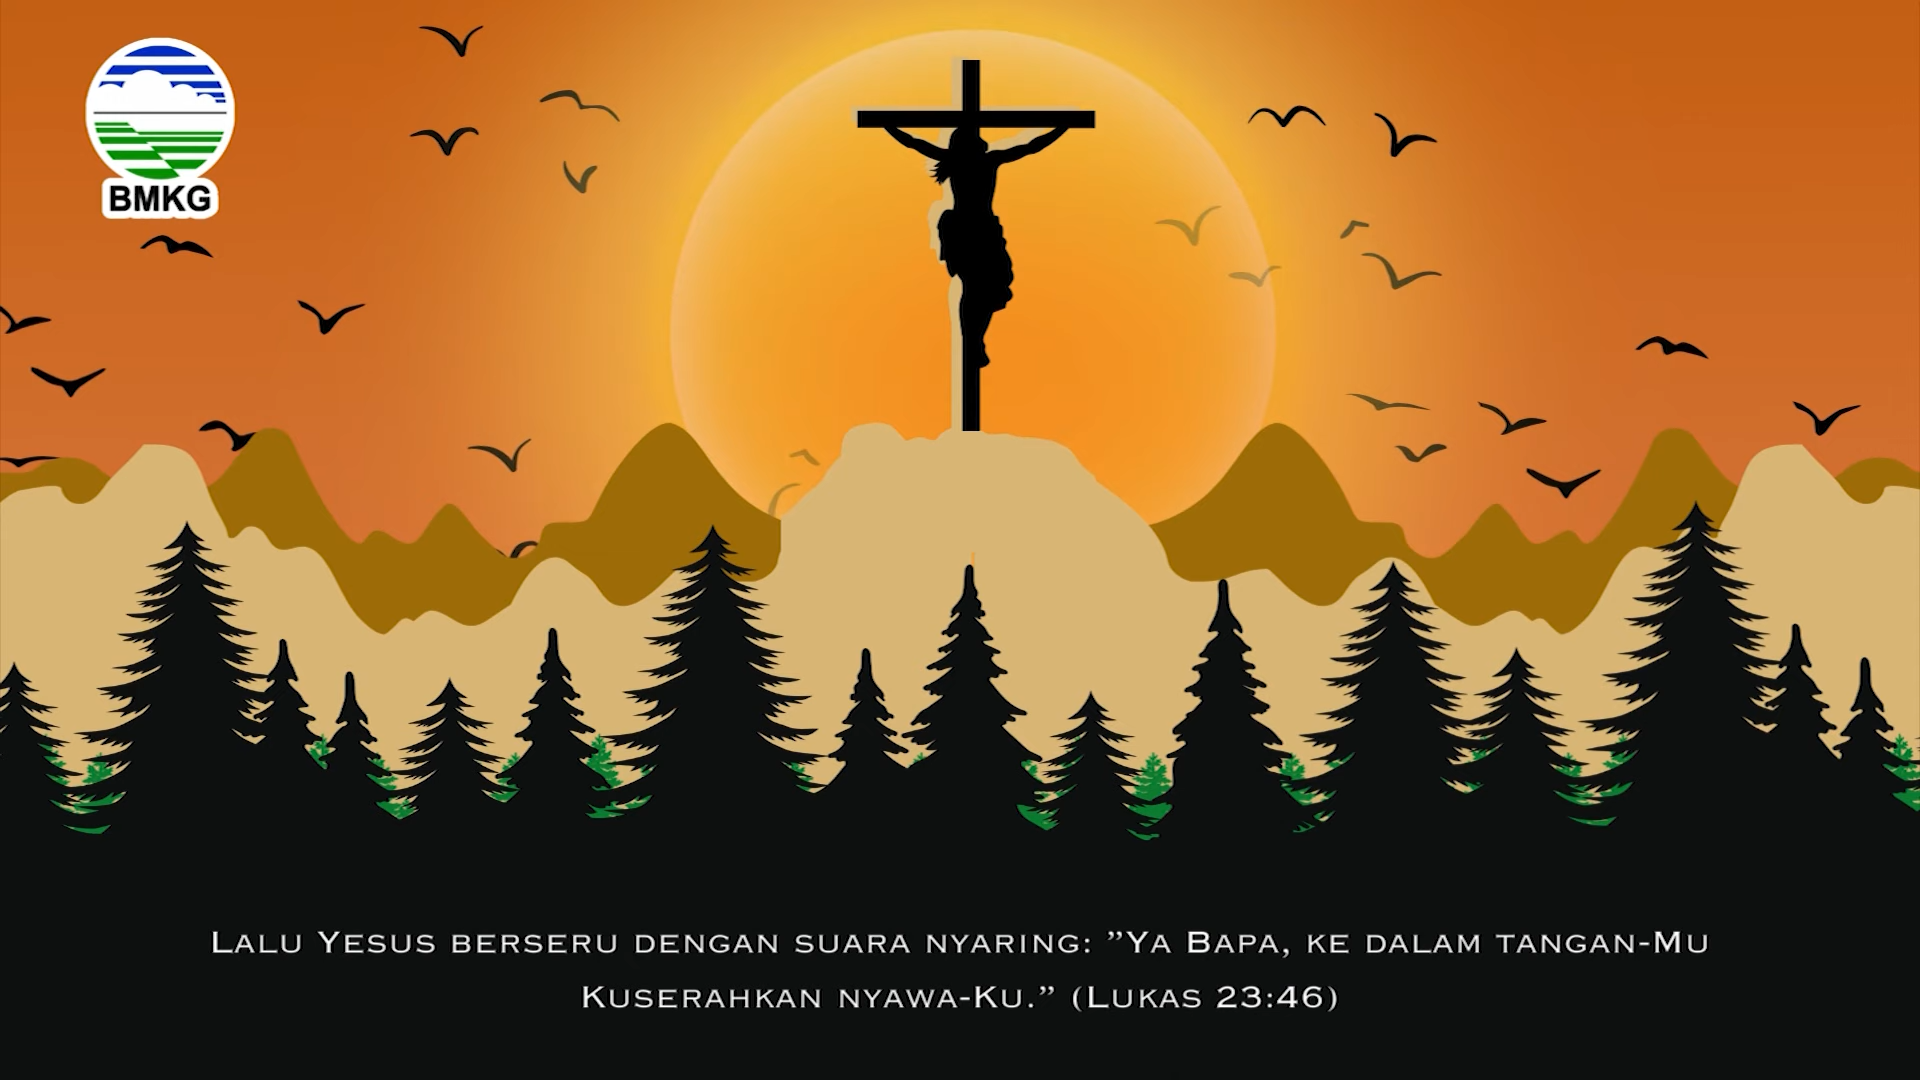 BMKG
Lalu Yesus berseru dengan suara nyaring: ”Ya Bapa, ke dalam tangan-Mu
Kuserahkan nyawa-Ku.” (Lukas 23:46)